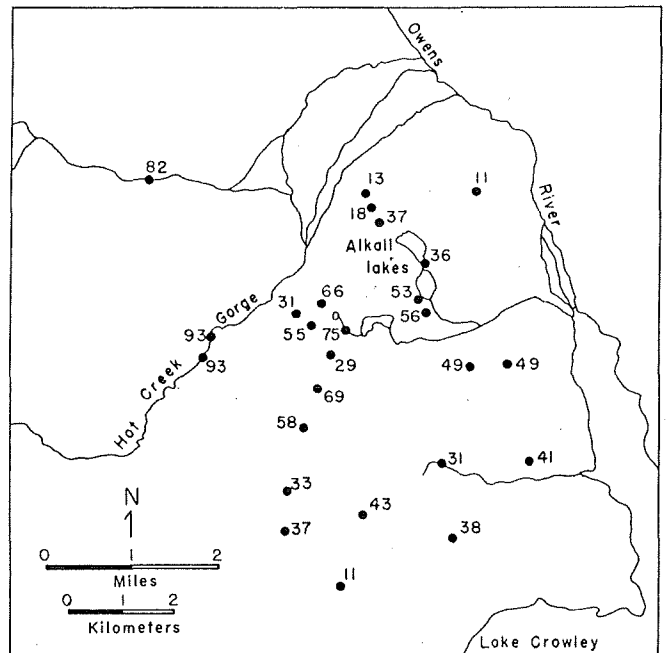 Owens
River
82
13
11
18
37
Alkali
lakes
36
Hot Creek Gorge
31
66
53
55
75
56
93
93
29
49
49
69
58
31
41
33
43
37
38
11
N
0 1 2
Miles
0 1 2
Kilometers
Lake Crowley